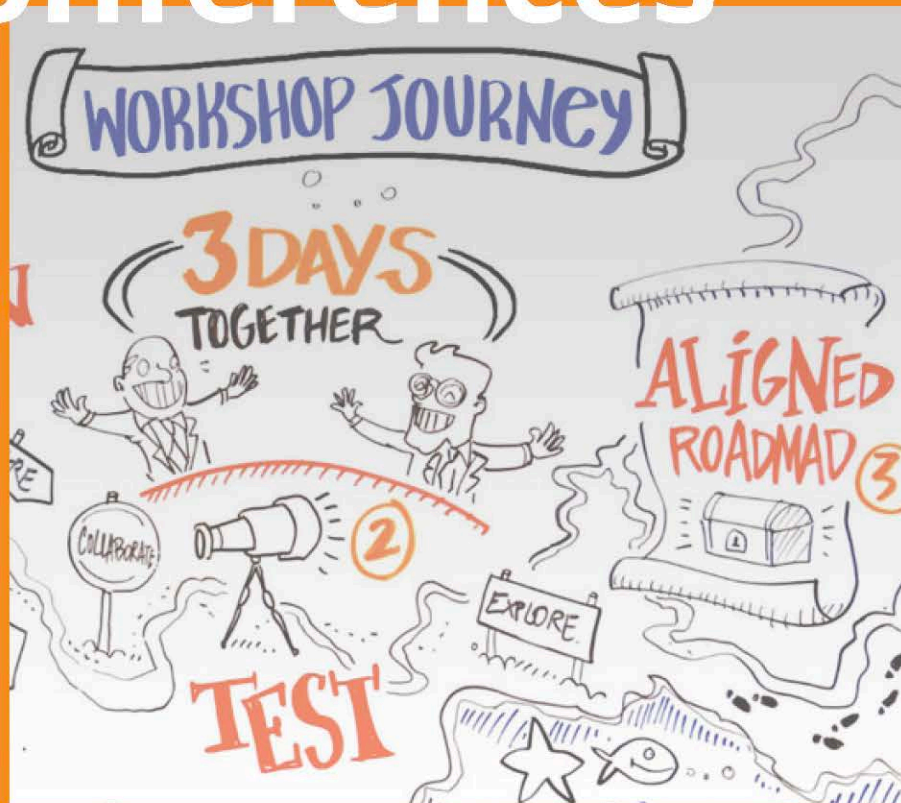 WORKSHOP JOURNEY
3 DAYS
TOGETHER
ALIGNED
ROADMAD
3
COLLABORATE
2
EXPLORE
TEST